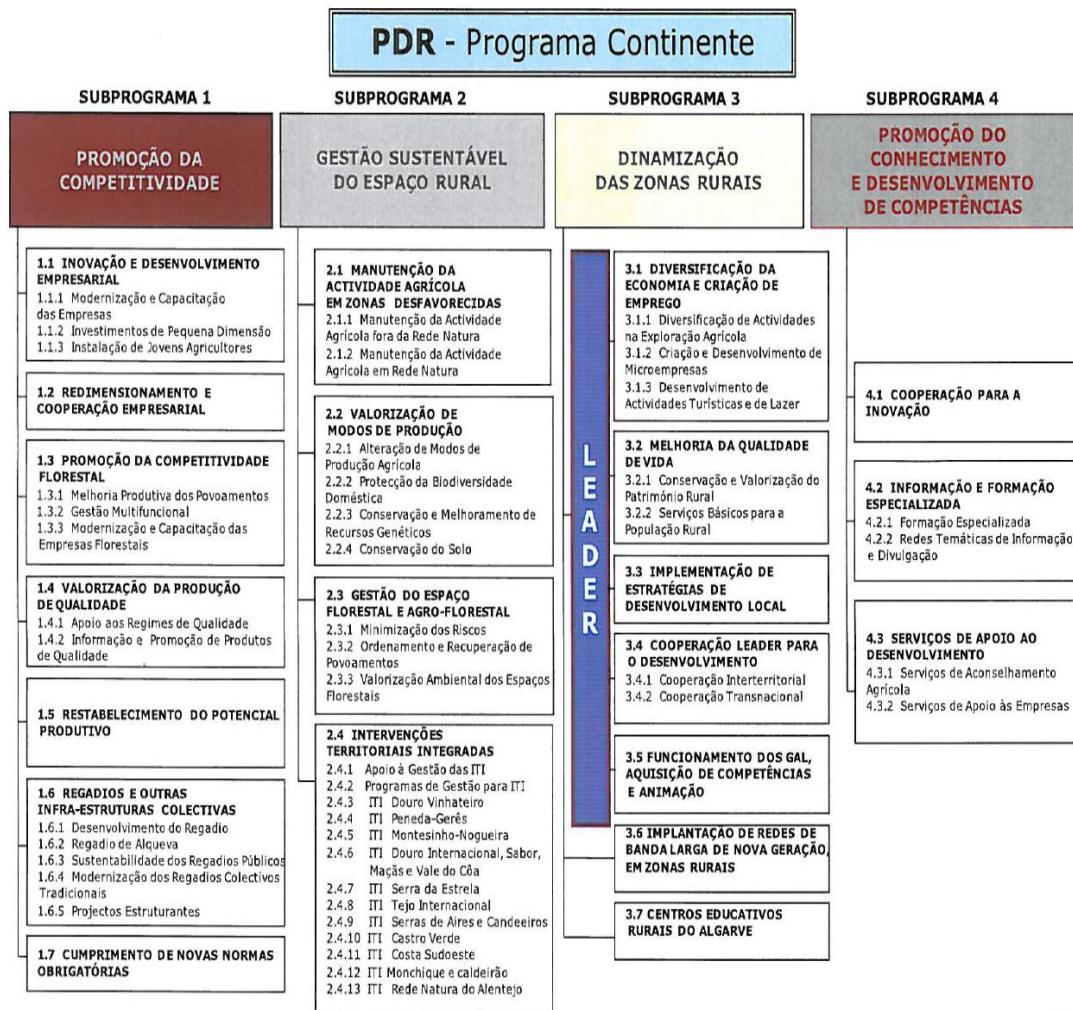 PDR - Programa Continente
SUBPROGRAMA 1
PROMOÇÃO DA
COMPETITIVIDADE
1.1 INOVAÇÃO E DESENVOLVIMENTO
EMPRESARIAL
1.1.1 Modernização e Capacitação
das Empresas
1.1.2 Investimentos de Pequena Dimensão
1.1.3 Instalação de Jovens Agricultores
1.2 REDIMENSIONAMENTO E
COOPERAÇÃO EMPRESARIAL
1.3 PROMOÇÃO DA COMPETITIVIDADE
FLORESTAL
1.3.1 Melhoria Produtiva dos Povoamentos
1.3.2 Gestão Multifuncional
1.3.3 Modernização e Capacitação das
Empresas Florestais
1.4 VALORIZAÇÃO DA PRODUÇÃO
DE QUALIDADE
1.4.1 Apoio aos Regimes de Qualidade
1.4.2 Informação e Promoção de Produtos
de Qualidade
1.5 RESTABELECIMENTO DO POTENCIAL
PRODUTIVO
1.6 REGADIOS E OUTRAS
INFRA-ESTRUTURAS COLECTIVAS
1.6.1 Desenvolvimento do Regadio
1.6.2 Regadio de Alqueva
1.6.3 Sustentabilidade dos Regadios Públicos
1.6.4 Modernização dos Regadios Colectivos
Tradicionais
1.6.5 Projectos Estruturantes
1.7 CUMPRIMENTO DE NOVAS NORMAS
OBRIGATÓRIAS
SUBPROGRAMA 2
GESTÃO SUSTENTÁVEL
DO ESPAÇO RURAL
2.1 MANUTENÇÃO DA
ACTIVIDADE AGRÍCOLA
EM ZONAS DESFAVORECIDAS
2.1.1 Manutenção da Actividade
Agrícola fora da Rede Natura
2.1.2 Manutenção da Actividade
Agrícola em Rede Natura
2.2 VALORIZAÇÃO DE
MODOS DE PRODUÇÃO
2.2.1 Alteração de Modos de
Produção Agrícola
2.2.2 Protecção da Biodiversidade
Doméstica
2.2.3 Conservação e Melhoramento de
Recursos Genéticos
2.2.4 Conservação do Solo
2.3 GESTÃO DO ESPAÇO
FLORESTAL E AGRO-FLORESTAL
2.3.1 Minimização dos Riscos
2.3.2 Ordenamento e Recuperação de
Povoamentos
2.3.3 Valorização Ambiental dos Espaços
Florestais
2.4 INTERVENÇÕES
TERRITORIAIS INTEGRADAS
2.4.1 Apoio à Gestão das ITI
2.4.2 Programas de Gestão para ITI
2.4.3 ITI Douro Vinhateiro
2.4.4 ITI Peneda-Gerês
2.4.5 ITI Montesinho-Nogueira
2.4.6 ITI Douro Internacional, Sabor,
Maçãs e Vale do Côa
2.4.7 ITI Serra da Estrela
2.4.8 ITI Tejo Internacional
2.4.9 ITI Serras de Aires e Candeeiros
2.4.10 ITI Castro Verde
2.4.11 ITI Costa Sudoeste
2.4.12 ITI Monchique e caldeirão
2.4.13 ITI Rede Natura do Alentejo
SUBPROGRAMA 3
DINAMIZAÇÃO
DAS ZONAS RURAIS
LEADER
3.1 DIVERSIFICAÇÃO DA
ECONOMIA E CRIAÇÃO DE
EMPREGO
3.1.1 Diversificação de Actividades
na Exploração Agrícola
3.1.2 Criação e Desenvolvimento de
Microempresas
3.1.3 Desenvolvimento de
Actividades Turísticas e de Lazer
3.2 MELHORIA DA QUALIDADE
DE VIDA
3.2.1 Conservação e Valorização do
Património Rural
3.2.2 Serviços Básicos para a
População Rural
3.3 IMPLEMENTAÇÃO DE
ESTRATÉGIAS DE
DESENVOLVIMENTO LOCAL
3.4 COOPERAÇÃO LEADER PARA
O DESENVOLVIMENTO
3.4.1 Cooperação Interterritorial
3.4.2 Cooperação Transnacional
3.5 FUNCIONAMENTO DOS GAL,
AQUISIÇÃO DE COMPETÊNCIAS
E ANIMAÇÃO
3.6 IMPLANTAÇÃO DE REDES DE
BANDA LARGA DE NOVA GERAÇÃO,
EM ZONAS RURAIS
3.7 CENTROS EDUCATIVOS
RURAIS DO ALGARVE
SUBPROGRAMA 4
PROMOÇÃO DO
CONHECIMENTO
E DESENVOLVIMENTO
DE COMPETÊNCIAS
4.1 COOPERAÇÃO PARA A
INOVAÇÃO
4.2 INFORMAÇÃO E FORMAÇÃO
ESPECIALIZADA
4.2.1 Formação Especializada
4.2.2 Redes Temáticas de Informação
e Divulgação
4.3 SERVIÇOS DE APOIO AO
DESENVOLVIMENTO
4.3.1 Serviços de Aconselhamento
Agrícola
4.3.2 Serviços de Apoio às Empresas